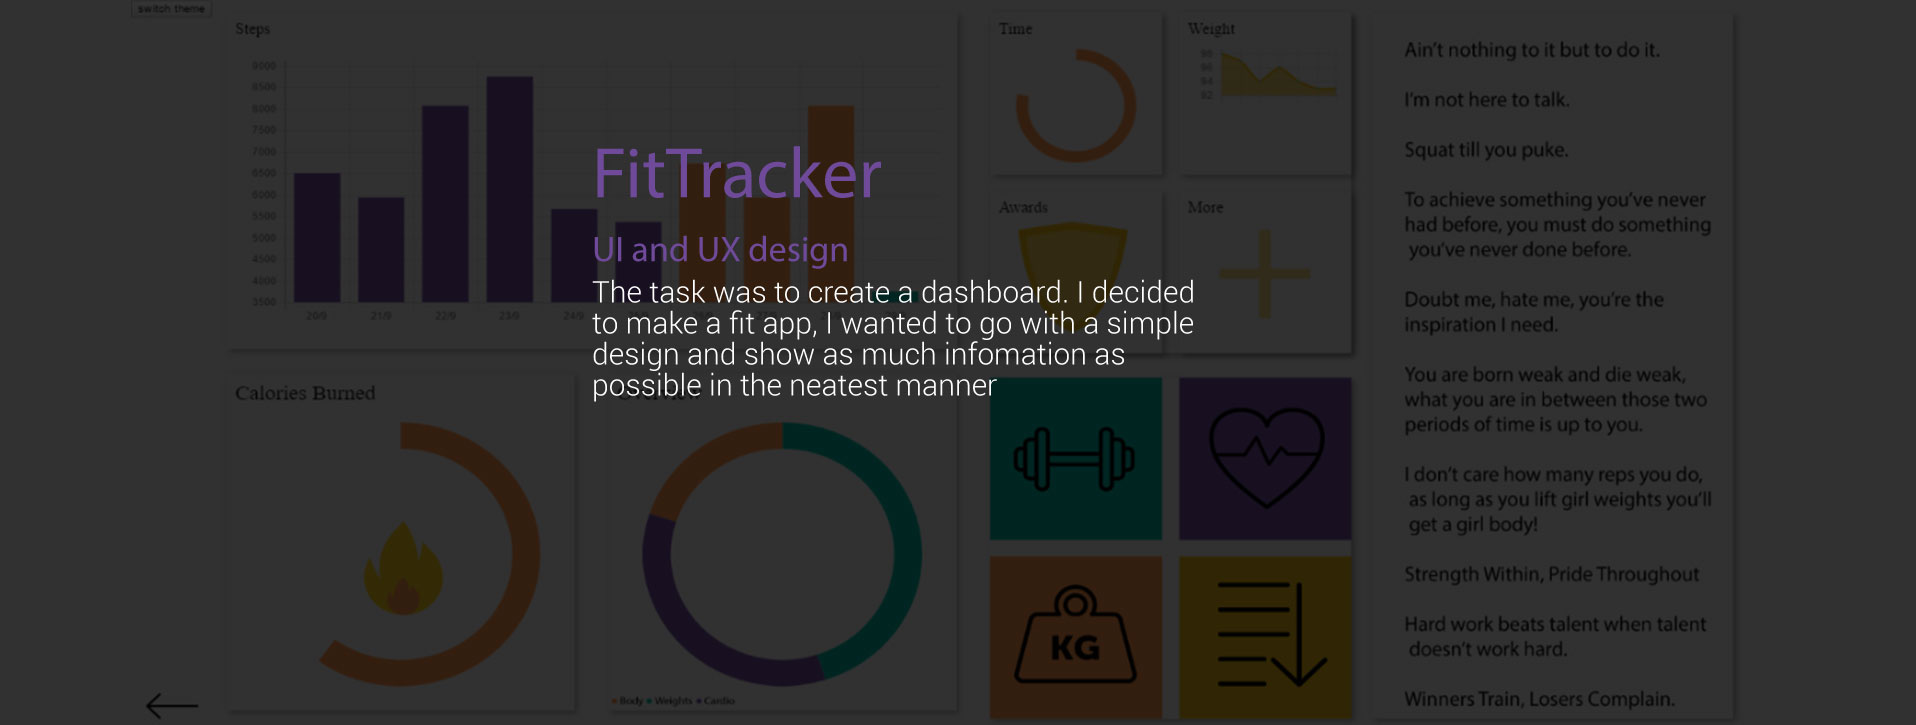 switch theme
Steps
9000
8500
8000
7500
7000
6500
6000
5500
5000
4500
4000
3500
20/9
21/9
22/9
23/9
24/9
25/9
FitTracker
UI and UX design
The task was to create a dashboard. I decided
to make a fit app, I wanted to go with a simple
design and show as much infomation as
possible in the neatest manner
Time
Weight
98
96
94
92
Awards
More
Calories Burned
Body
Weights
Cardio
KG
Ain’t nothing to it but to do it.
I’m not here to talk.
Squat till you puke.
To achieve something you’ve never
had before, you must do something
you’ve never done before.
Doubt me, hate me, you’re the
inspiration I need.
You are born weak and die weak,
what you are in between those two
periods of time is up to you.
I don’t care how many reps you do,
as long as you lift girl weights you’ll
get a girl body!
Strength Within, Pride Throughout
Hard work beats talent when talent
doesn’t work hard.
Winners Train, Losers Complain.